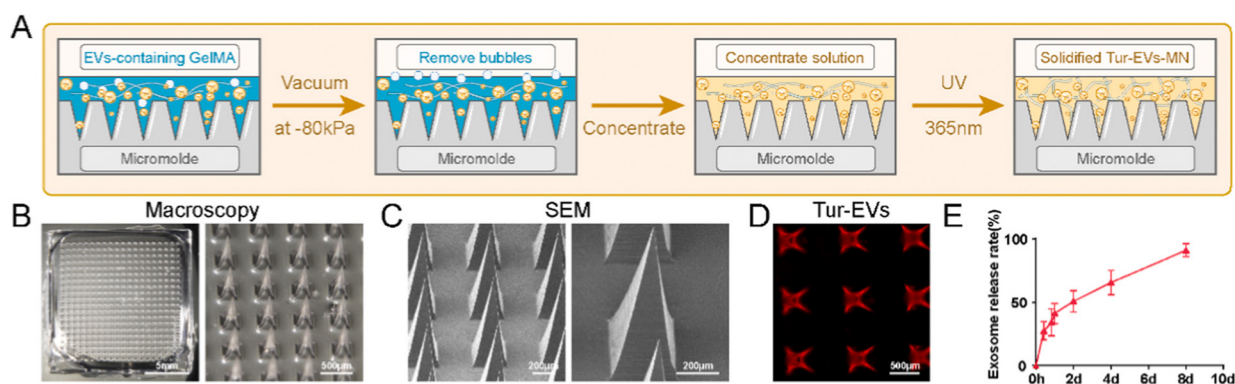 A
EVs-containing GelMA
Micromolde
Vacuum
at -80kPa
Remove bubbles
Micromolde
Concentrate
Concentrate solution
Micromolde
UV
365nm
Solidified Tur-EVs-MN
Micromolde
B
Macroscopy
5mm
500μm
C
SEM
200μm
200μm
D
Tur-EVs
500μm
E
Exosome release rate(%)
100
50
0
0h
2d
4d
6d
8d
10d